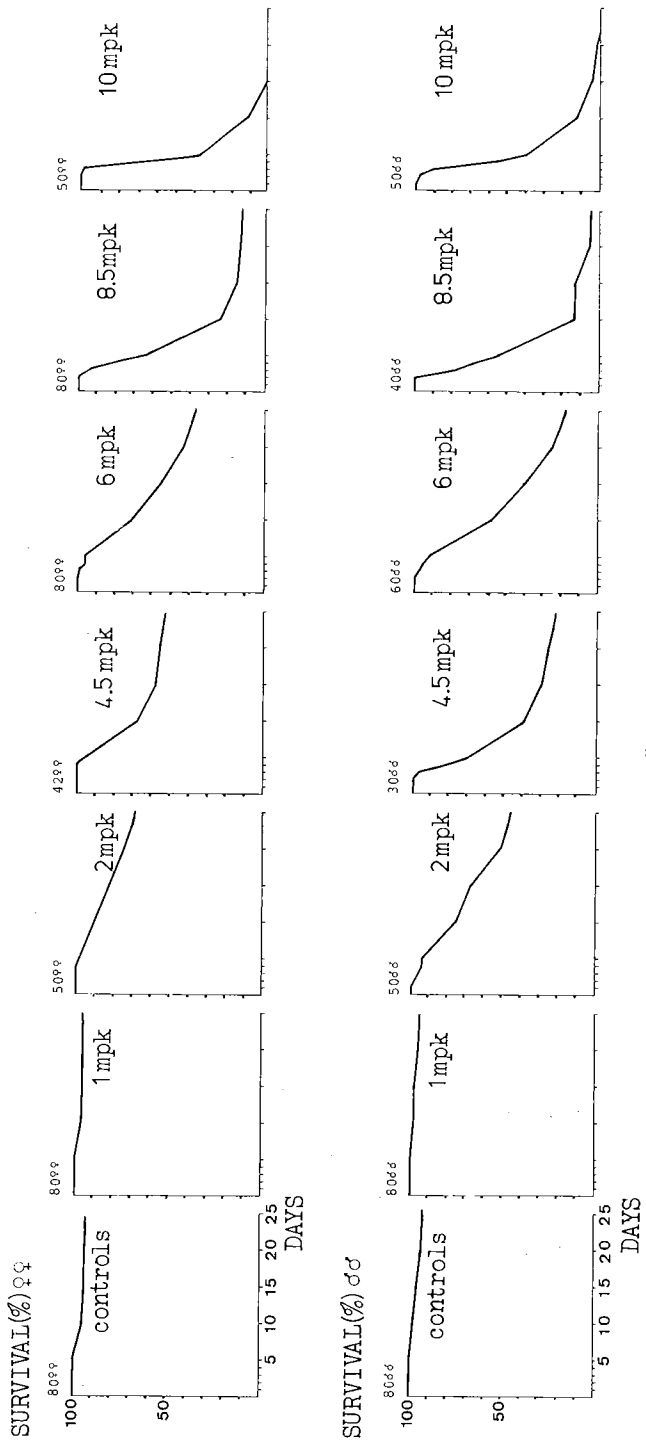 SURVIVAL(%)♀♀
80♀♀
80♀♀
50♀♀
42♀♀
80♀♀
80♀♀
50♀♀
controls
1mpk
2mpk
4.5mpk
6mpk
8.5mpk
10mpk
100
50
5
10
15
20
25
DAYS
SURVIVAL(%)♂♂
80♂♂
80♂♂
50♂♂
30♂♂
60♂♂
40♂♂
50♂♂
controls
1mpk
2mpk
4.5mpk
6mpk
8.5mpk
10mpk
100
50
5
10
15
20
25
DAYS